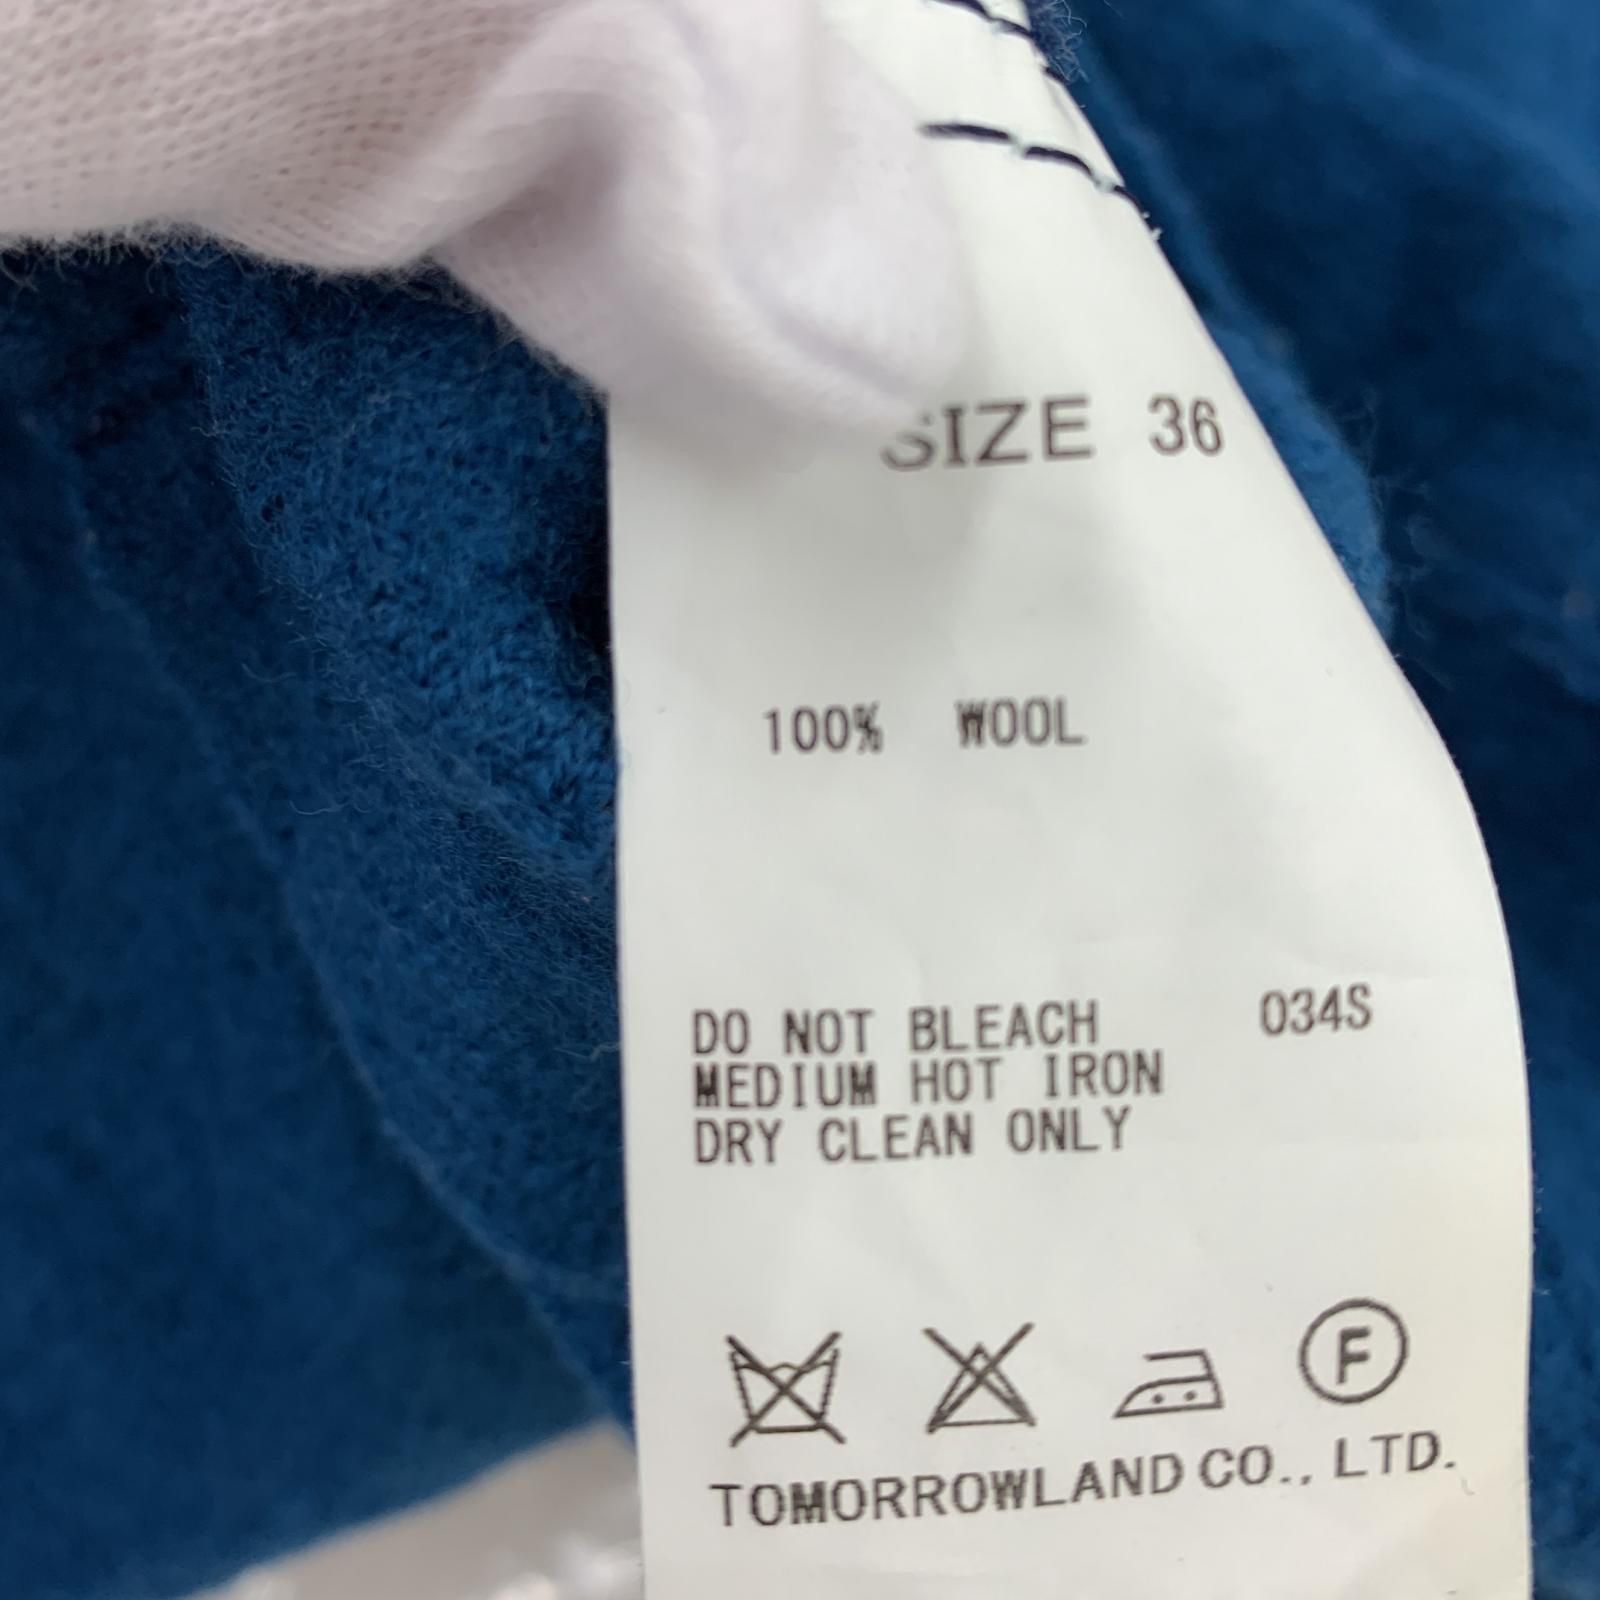 SIZE 36
100% WOOL
DO NOT BLEACH 034S
MEDIUM HOT IRON
DRY CLEAN ONLY
F
TOMORROWLAND CO., LTD.